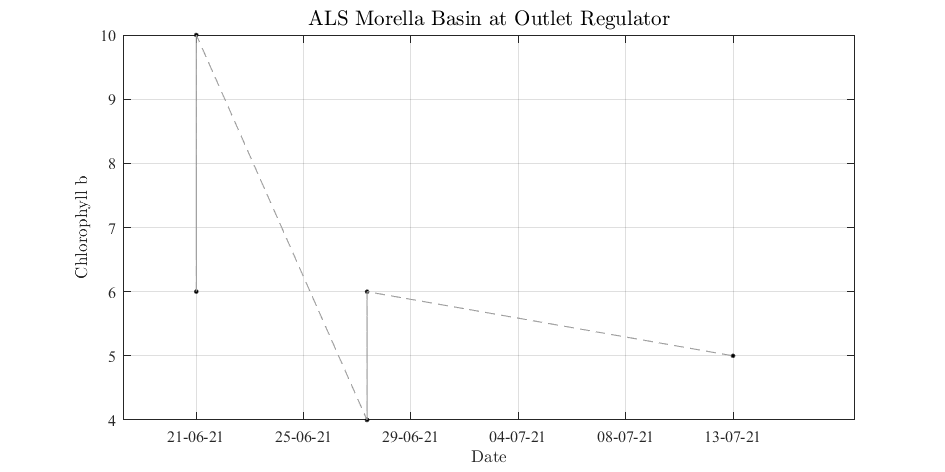 ALS Morella Basin at Outlet Regulator
10
9
8
7
6
5
4
Chlorophyll b
21-06-21 25-06-21 29-06-21 04-07-21 08-07-21 13-07-21
Date